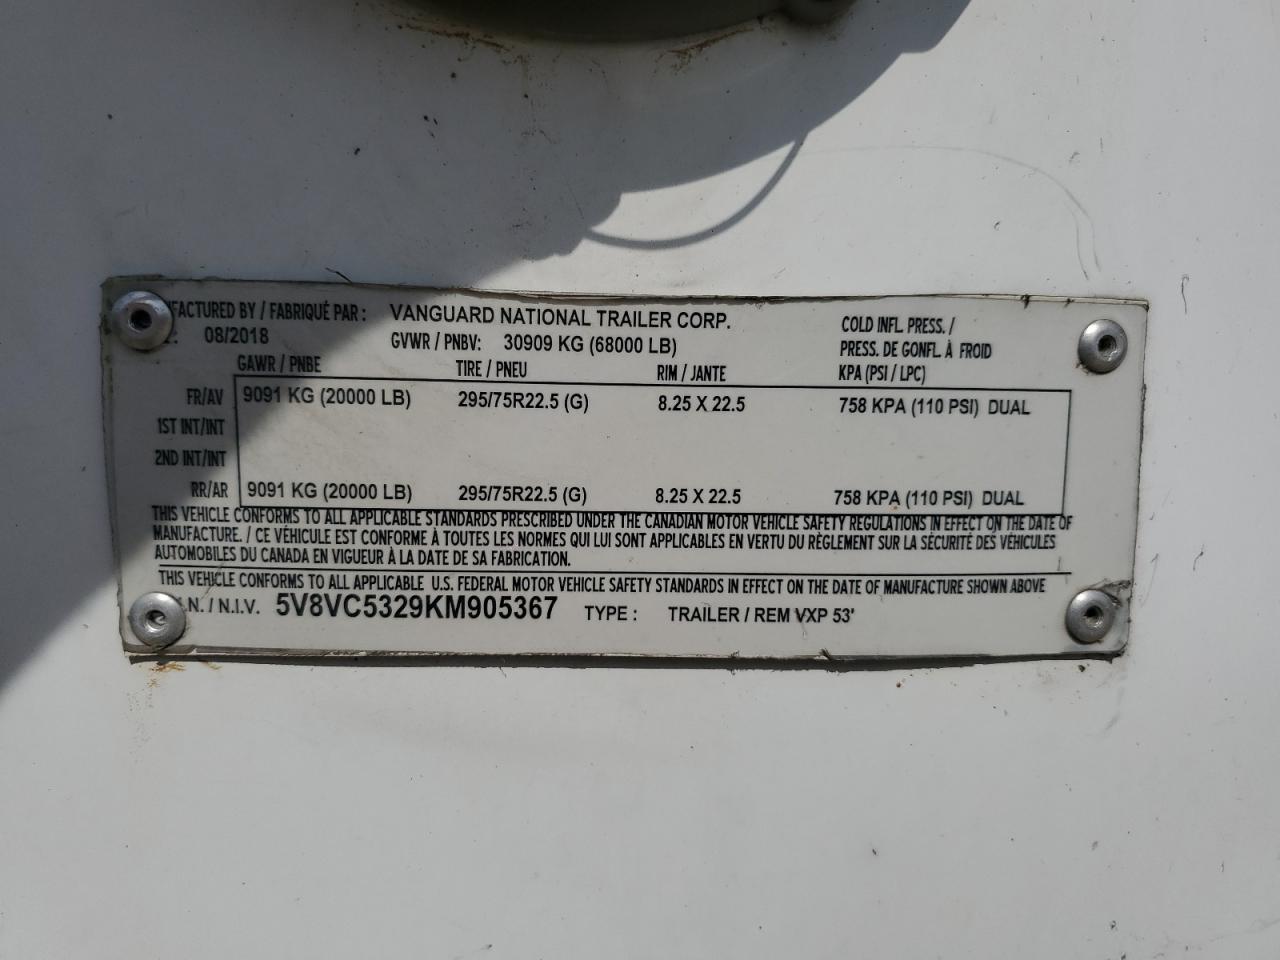 FACTURED BY / FABRIQUÉ PAR : VANGUARD NATIONAL TRAILER CORP.
08/2018 GVWR / PNBV: 30909 KG (68000 LB) COLD INFL PRESS. /
PRESS. DE GONFL. À FROID
GAWR / PNBE TIRE / PNEU RIM / JANTE KPA (PSI / LPC)
FR/AV 9091 KG (20000 LB) 295/75R22.5 (G) 8.25 X 22.5 758 KPA (110 PSI) DUAL
1ST INT/INT
2ND INT/INT
RR/AR 9091 KG (20000 LB) 295/75R22.5 (G) 8.25 X 22.5 758 KPA (110 PSI) DUAL
THIS VEHICLE CONFORMS TO ALL APPLICABLE STANDARDS PRESCRIBED UNDER THE CANADIAN MOTOR VEHICLE SAFETY REGULATIONS IN EFFECT ON THE DATE OF
MANUFACTURE. / CE VÉHICULE EST CONFORME À TOUTES LES NORMES QUI LUI SONT APPLICABLES EN VERTU DU RÈGLEMENT SUR LA SÉCURITÉ DES VÉHICULES
AUTOMOBILES DU CANADA EN VIGUEUR À LA DATE DE SA FABRICATION.
THIS VEHICLE CONFORMS TO ALL APPLICABLE U.S. FEDERAL MOTOR VEHICLE SAFETY STANDARDS IN EFFECT ON THE DATE OF MANUFACTURE SHOWN ABOVE
.N. / N.I.V. 5V8VC5329KM905367 TYPE : TRAILER / REM VXP 53'